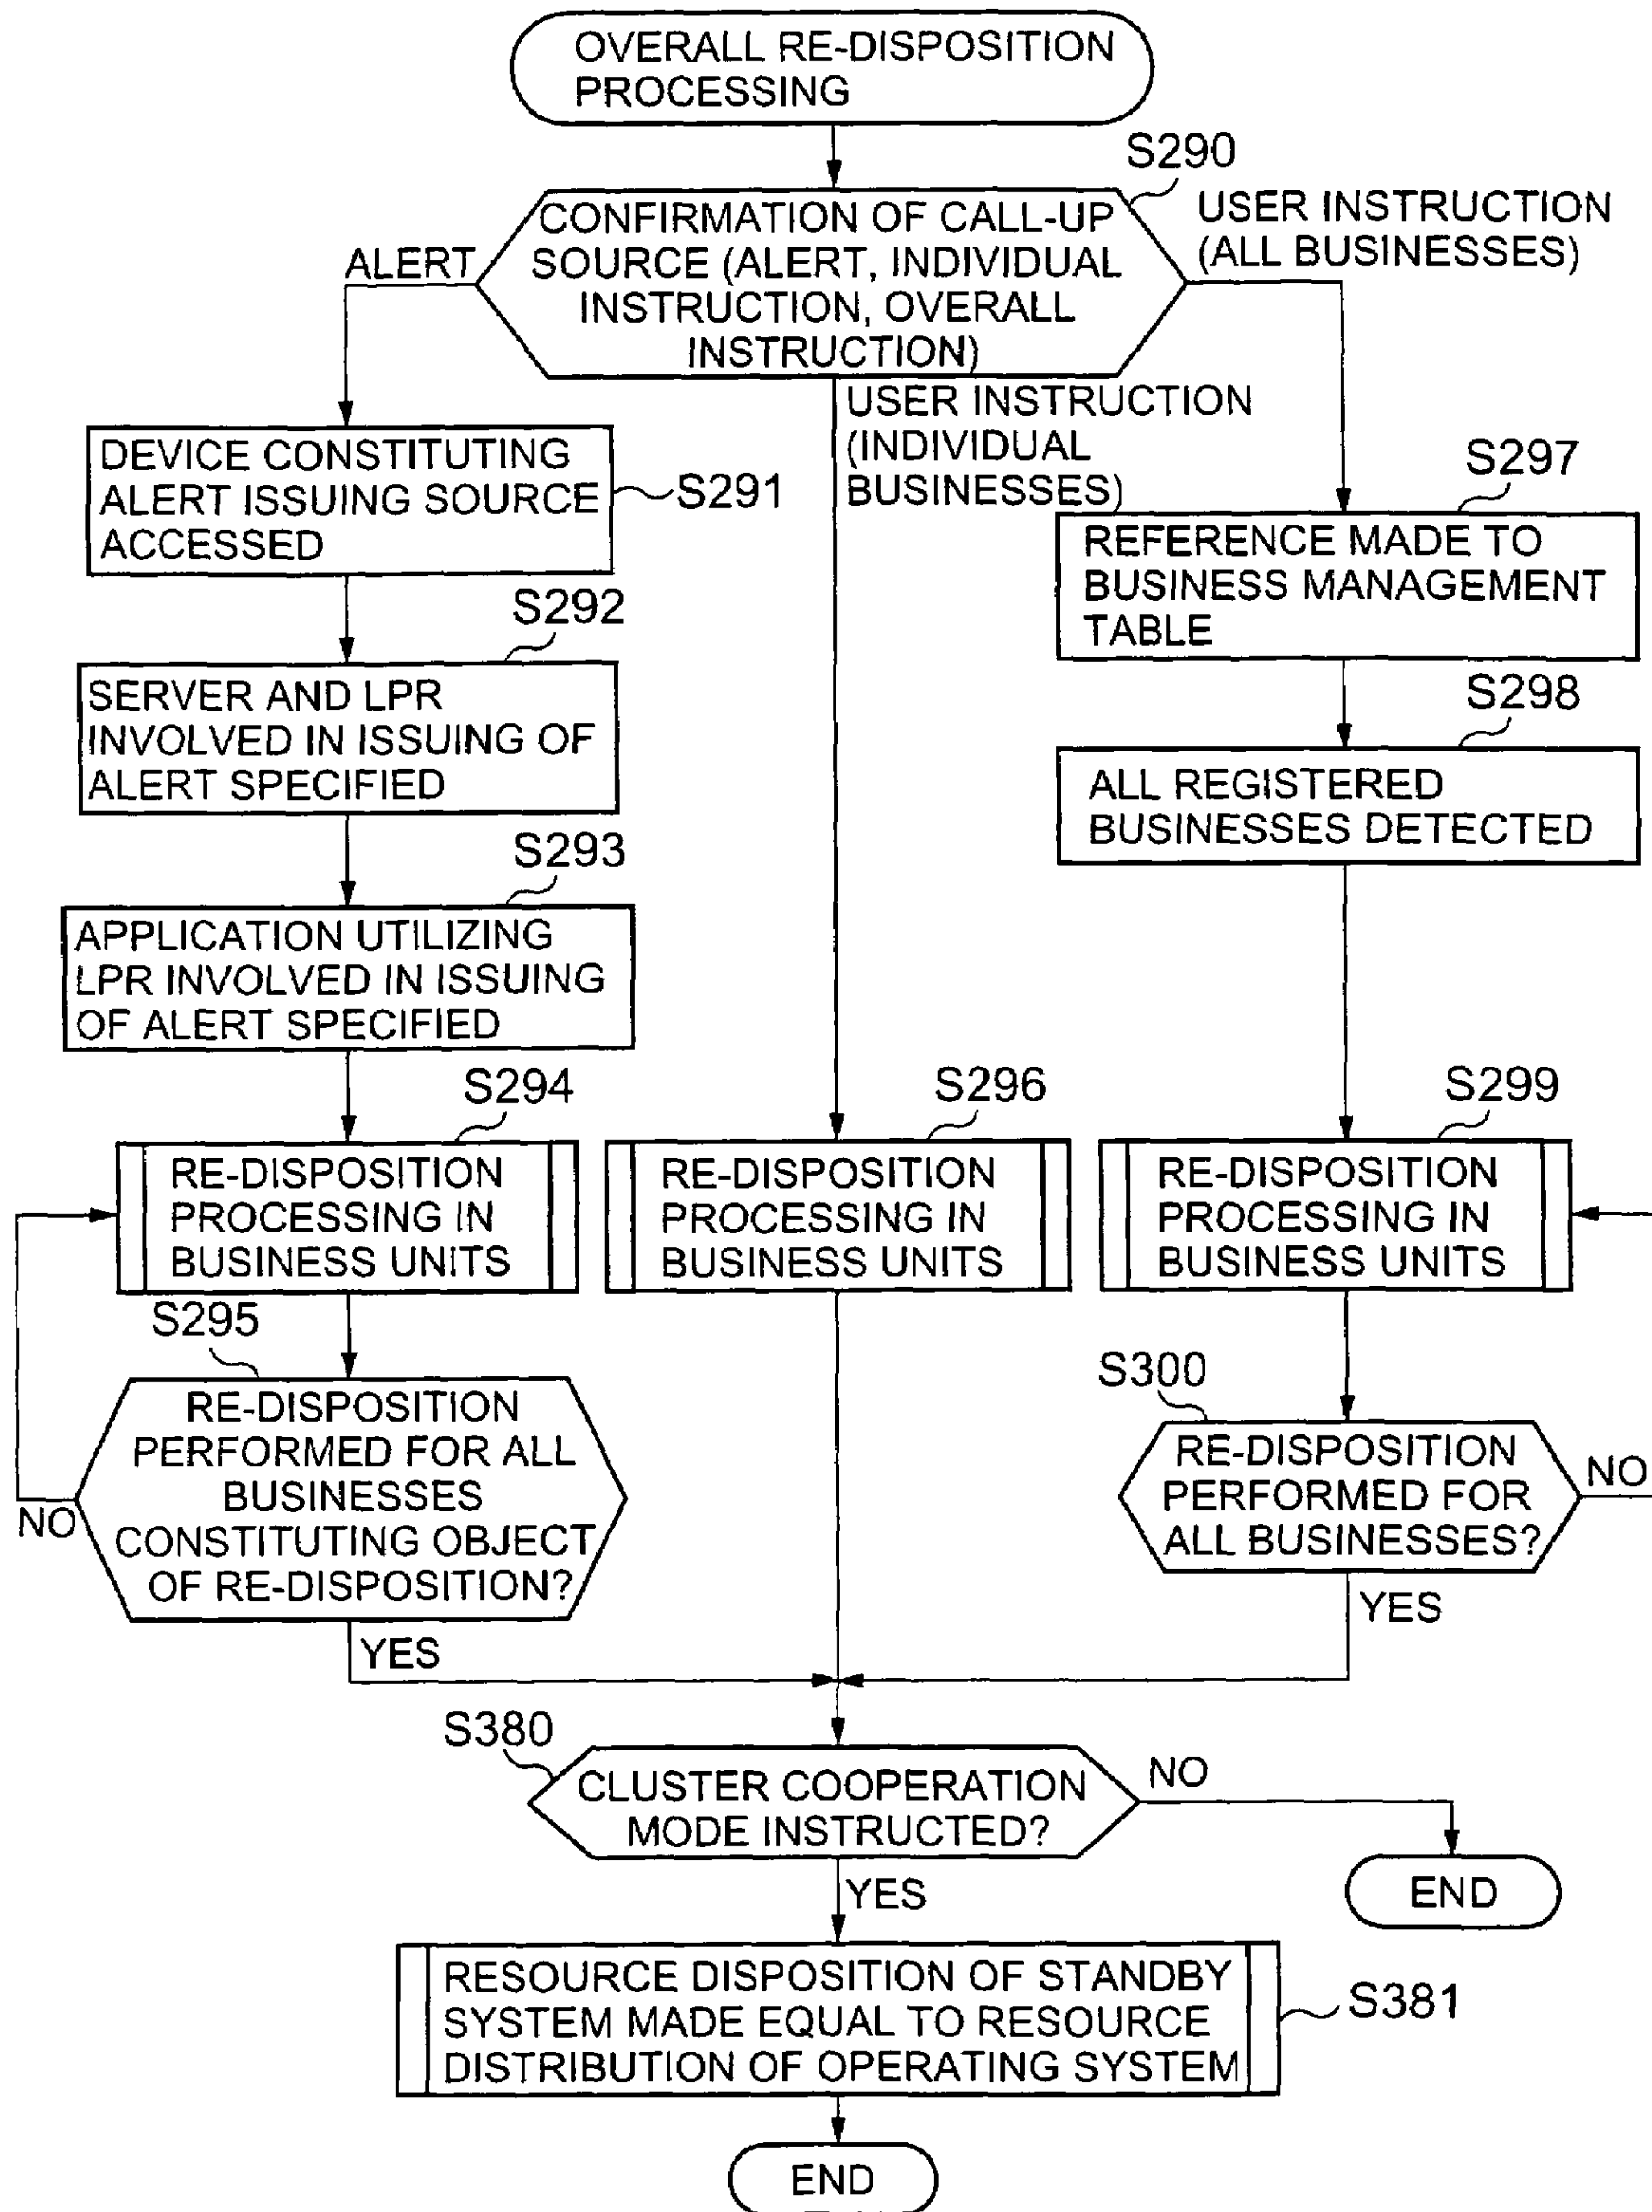 OVERALL RE-DISPOSITION
PROCESSING
S290
CONFIRMATION OF CALL-UP
SOURCE (ALERT, INDIVIDUAL
INSTRUCTION, OVERALL
INSTRUCTION)
ALERT
USER INSTRUCTION
(ALL BUSINESSES)
USER INSTRUCTION
(INDIVIDUAL
BUSINESSES)
DEVICE CONSTITUTING
ALERT ISSUING SOURCE
ACCESSED
S291
S292
SERVER AND LPR
INVOLVED IN ISSUING OF
ALERT SPECIFIED
S293
APPLICATION UTILIZING
LPR INVOLVED IN ISSUING
OF ALERT SPECIFIED
S294
RE-DISPOSITION
PROCESSING IN
BUSINESS UNITS
S295
RE-DISPOSITION
PERFORMED FOR ALL
BUSINESSES
CONSTITUTING OBJECT
OF RE-DISPOSITION?
NO
YES
S296
RE-DISPOSITION
PROCESSING IN
BUSINESS UNITS
S297
REFERENCE MADE TO
BUSINESS MANAGEMENT
TABLE
S298
ALL REGISTERED
BUSINESSES DETECTED
S299
RE-DISPOSITION
PROCESSING IN
BUSINESS UNITS
S300
RE-DISPOSITION
PERFORMED FOR
ALL BUSINESSES?
NO
YES
S380
CLUSTER COOPERATION
MODE INSTRUCTED?
NO
END
YES
RESOURCE DISPOSITION OF STANDBY
SYSTEM MADE EQUAL TO RESOURCE
DISTRIBUTION OF OPERATING SYSTEM
S381
END